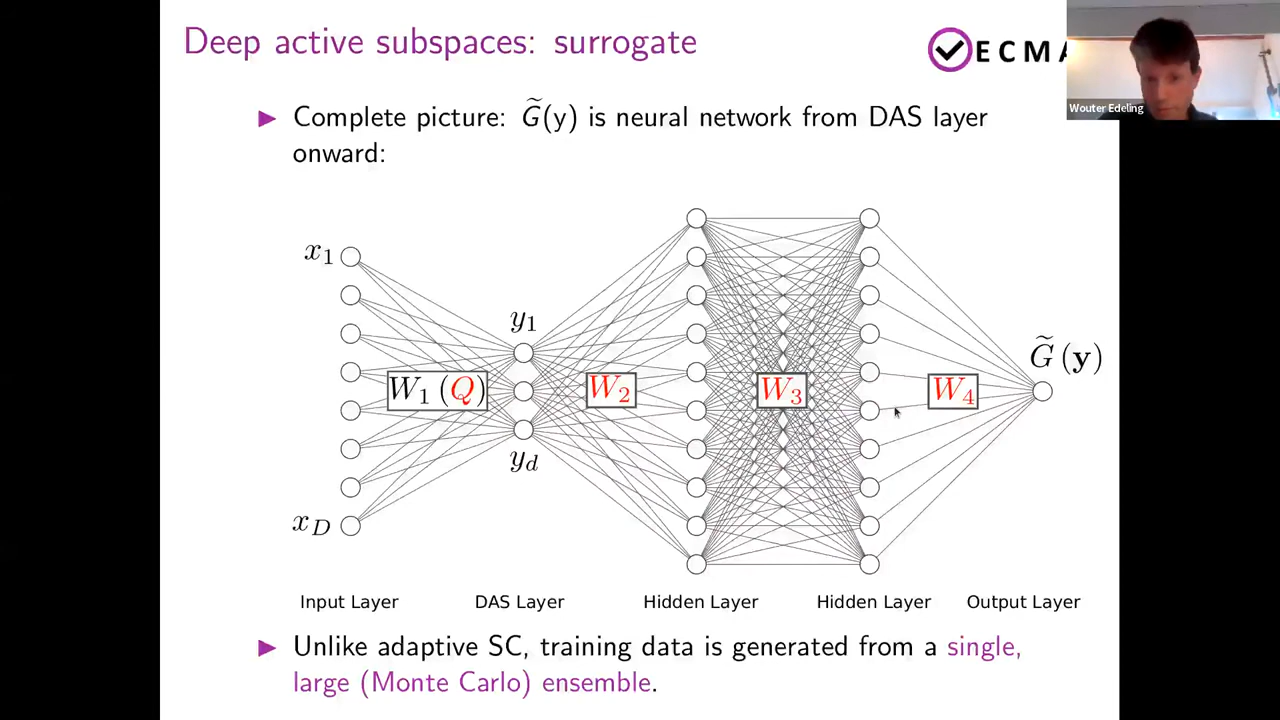 Deep active subspaces: surrogate
ECMA
Wouter Edeling
▶ Complete picture: G̃(y) is neural network from DAS layer
onward:
x₁
y₁
G̃(𝐲)
W₁(Q)
W₂
W₃
W₄
y_d
x_D
Input Layer
DAS Layer
Hidden Layer
Hidden Layer
Output Layer
▶ Unlike adaptive SC, training data is generated from a single,
large (Monte Carlo) ensemble.